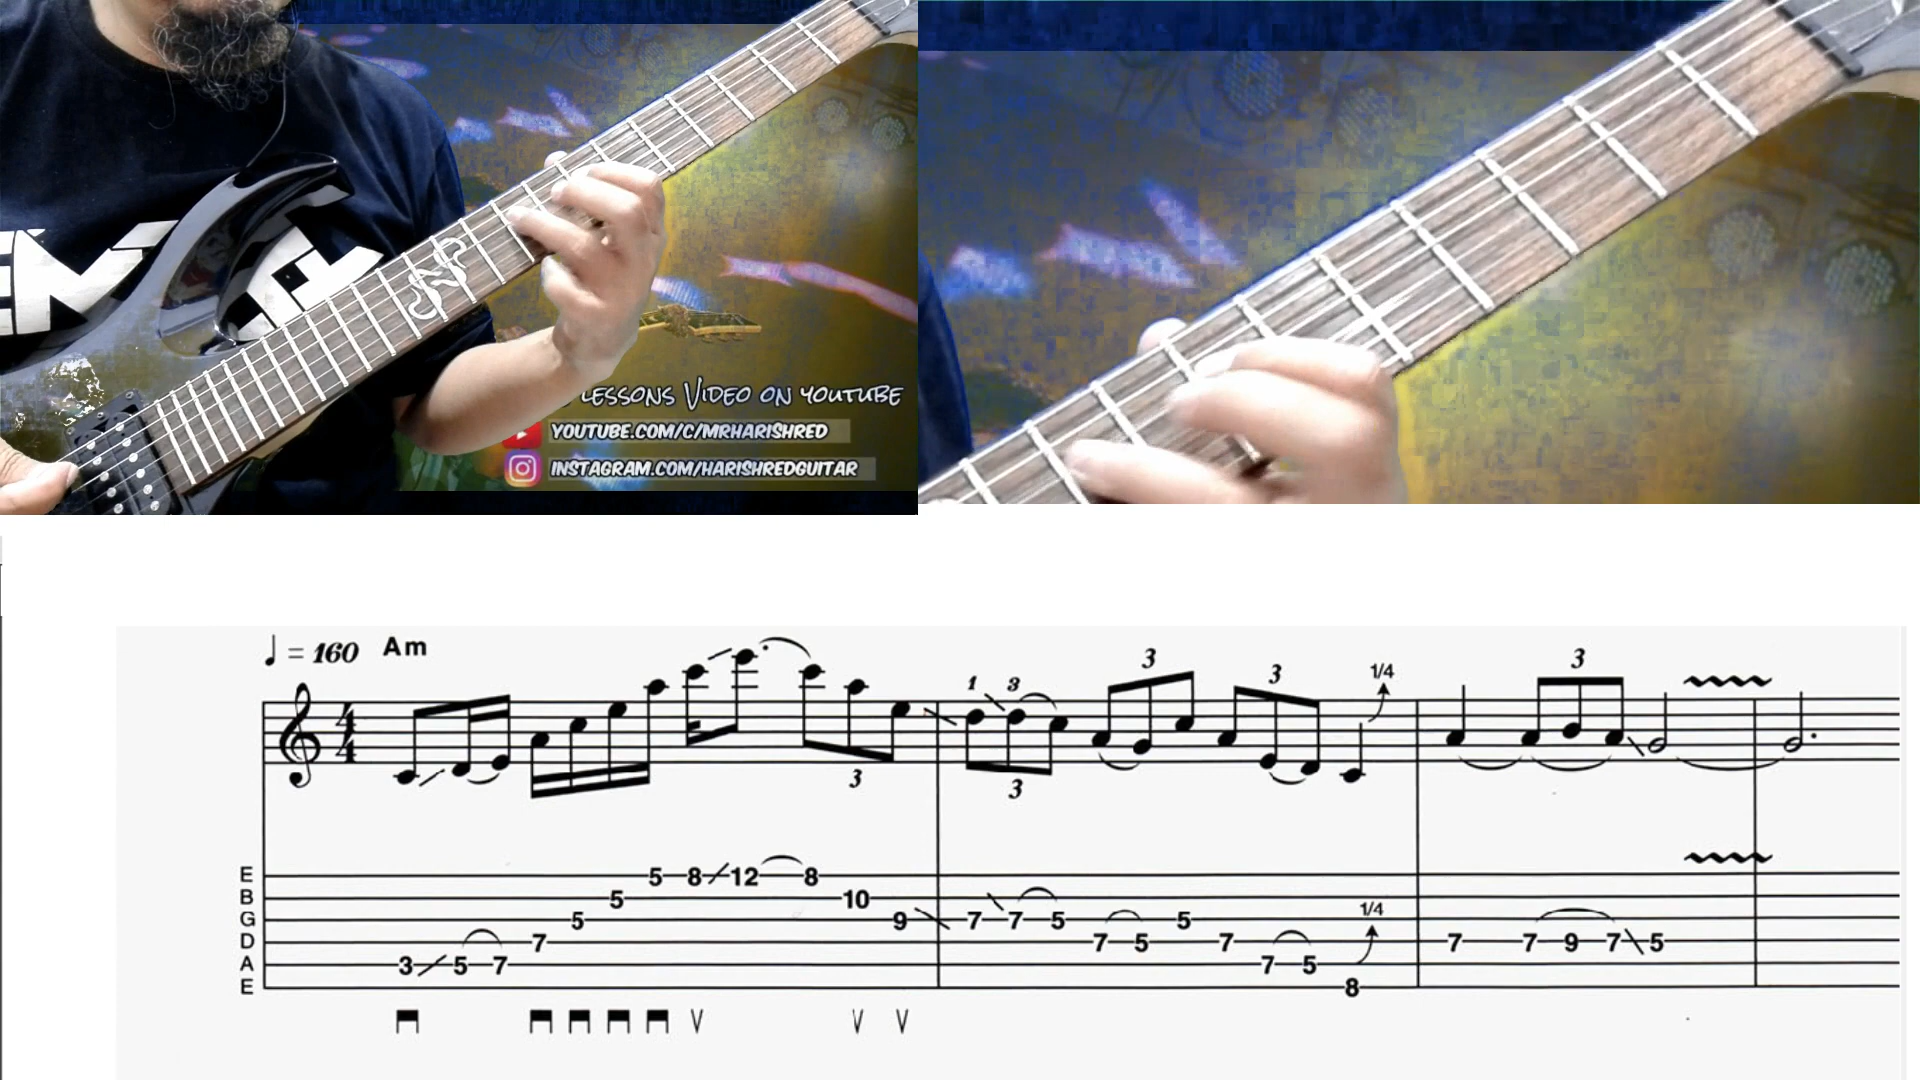 LESSONS VIDEO ON YOUTUBE
YOUTUBE.COM/C/MRHARISHRED
INSTAGRAM.COM/HARISHREDGUITAR
♩ = 160 Am
1 3 3 3 1/4 3
4
4
3 3
E 5 8 12 8
B 5 10
G 5 9 7 7 5 5 1/4
D 7 7 5 7 7 7 9 7 5
A 3 5 7 7 5
E 8